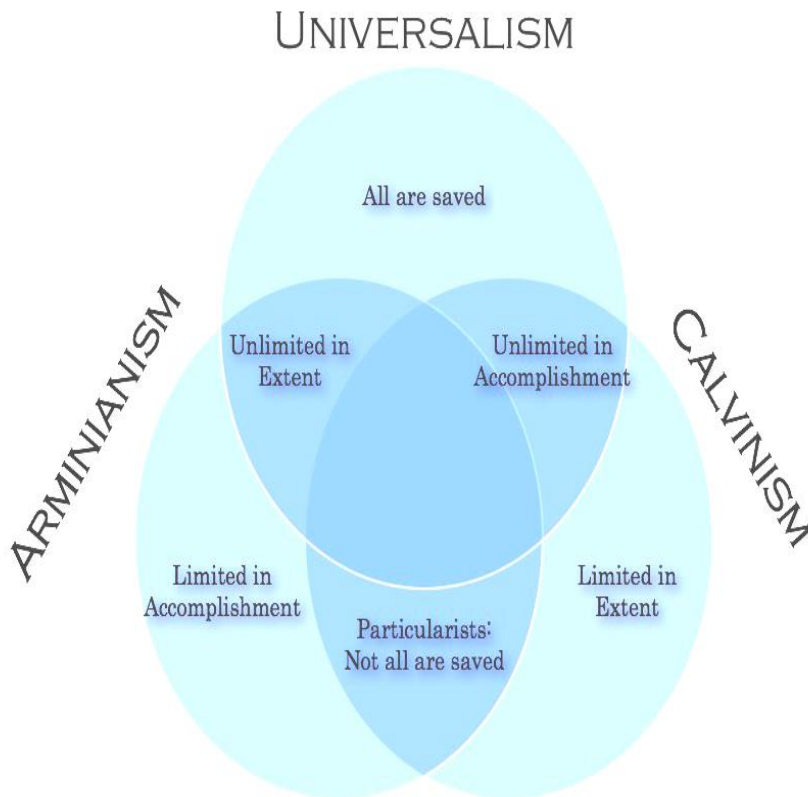 UNIVERSALISM
All are saved
ARMINIANISM
CALVINISM
Unlimited in
Extent
Unlimited in
Accomplishment
Limited in
Accomplishment
Limited in
Extent
Particularists:
Not all are saved